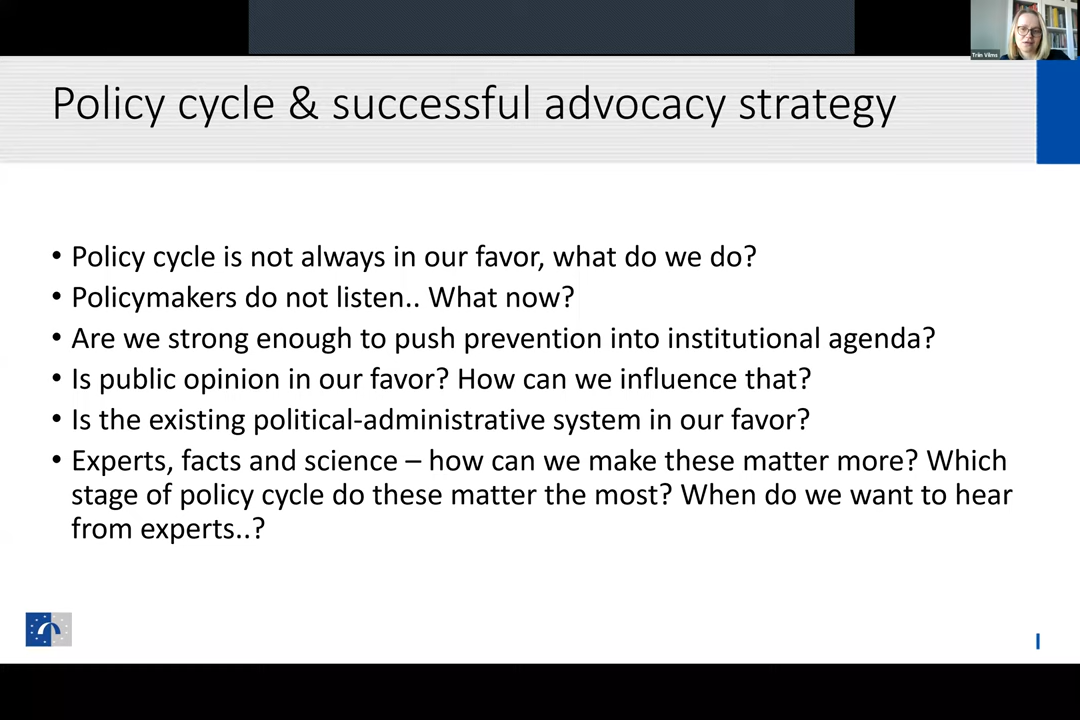 Triin Vilms
Policy cycle & successful advocacy strategy
• Policy cycle is not always in our favor, what do we do?
• Policymakers do not listen.. What now?
• Are we strong enough to push prevention into institutional agenda?
• Is public opinion in our favor? How can we influence that?
• Is the existing political-administrative system in our favor?
• Experts, facts and science – how can we make these matter more? Which
stage of policy cycle do these matter the most? When do we want to hear
from experts..?